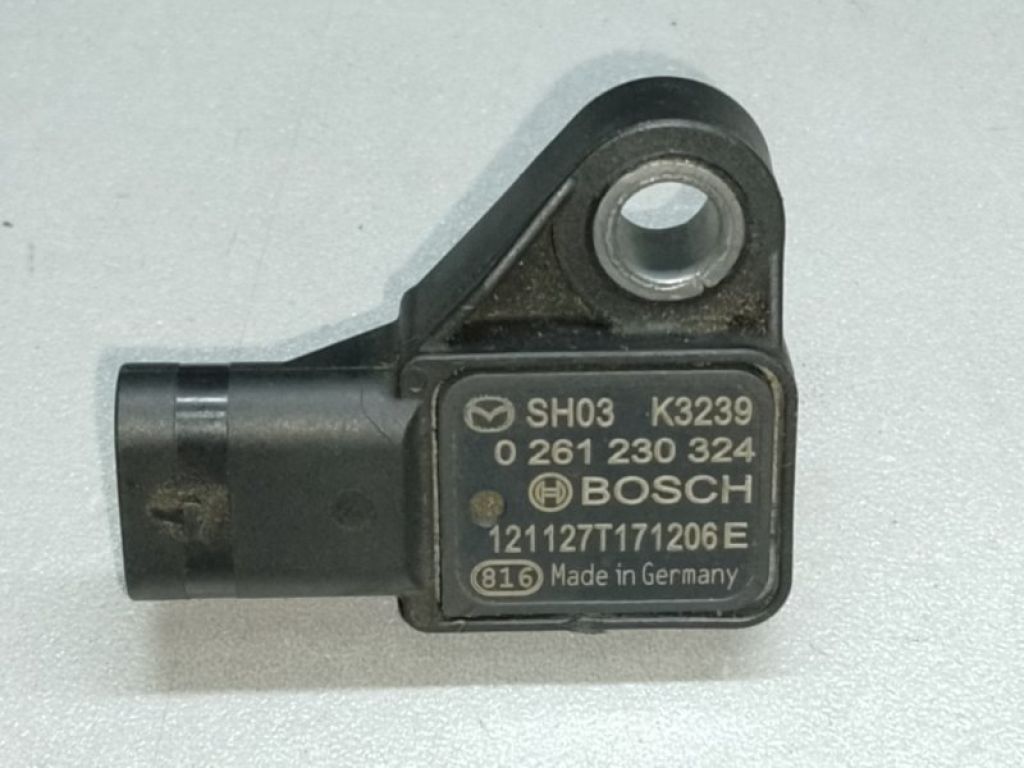 SH03 K3239
0 261 230 324
BOSCH
121127T171206E
816 Made in Germany